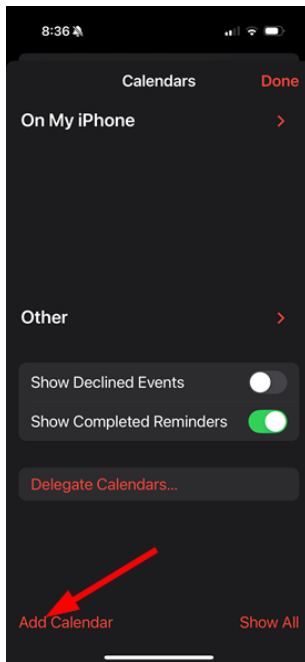 8:36
Calendars
Done
On My iPhone
Other
Show Declined Events
Show Completed Reminders
Delegate Calendars...
Add Calendar
Show All